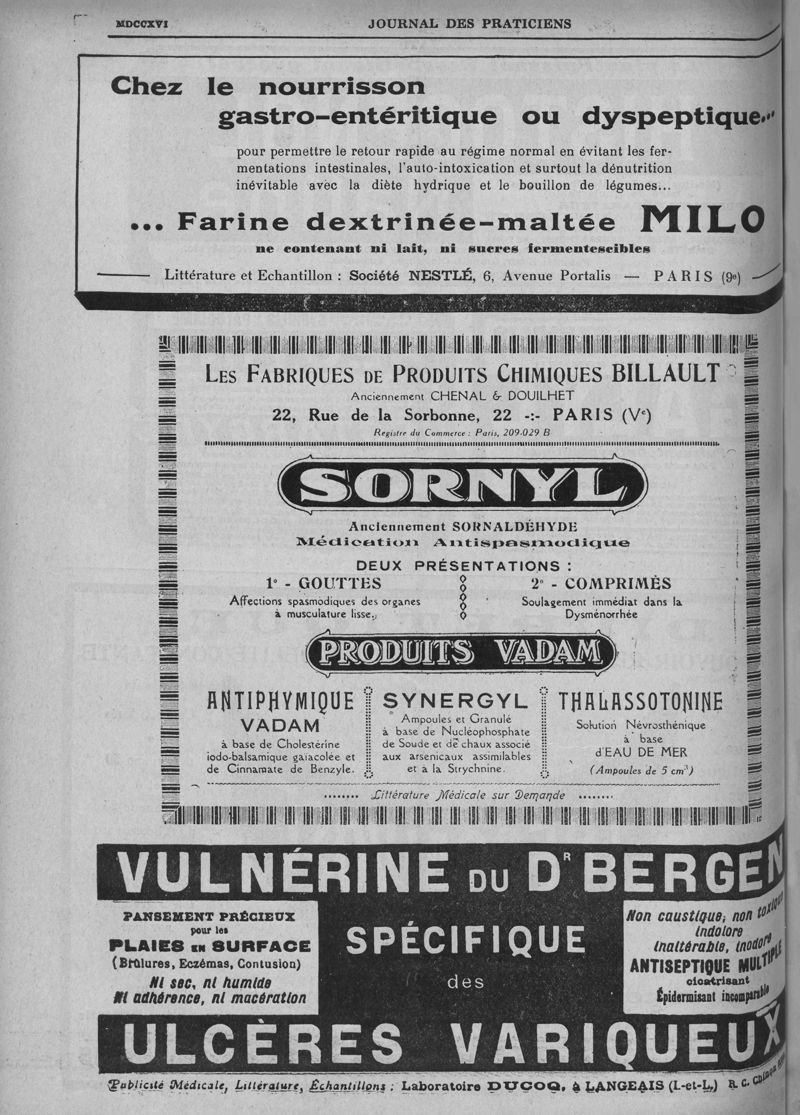 MDCCXVI JOURNAL DES PRATICIENS
Chez le nourrisson
gastro-entéritique ou dyspeptique...
pour permettre le retour rapide au régime normal en évitant les fer-
mentations intestinales, l'auto-intoxication et surtout la dénutrition
inévitable avec la diète hydrique et le bouillon de légumes...
... Farine dextrinée-maltée MILO
ne contenant ni lait, ni sucres fermentescibles
Littérature et Echantillon : Société NESTLÉ, 6, Avenue Portalis — PARIS (9e)
LES FABRIQUES DE PRODUITS CHIMIQUES BILLAULT
Anciennement CHENAL & DOUILHET
22, Rue de la Sorbonne, 22 -:- PARIS (Ve)
Registre du Commerce : Paris, 209-029 B
SORNYL
Anciennement SORNALDÉHYDE
Médication Antispasmodique
DEUX PRÉSENTATIONS :
1° - GOUTTES
Affections spasmodiques des organes
à musculature lisse.
2° - COMPRIMÉS
Soulagement immédiat dans la
Dysménorrhée
PRODUITS VADAM
ANTIPHYMIQUE
VADAM
à base de Cholestérine
iodo-balsamique gaïacolée et
de Cinnamate de Benzyle.
SYNERGYL
Ampoules et Granulé
à base de Nucléophosphate
de Soude et de chaux associé
aux arsenicaux assimilables
et à la Strychnine.
THALASSOTONINE
Solution Névrosthénique
à base
d'EAU DE MER
(Ampoules de 5 cm3)
........ Littérature Médicale sur Demande ........
VULNÉRINE DU DR BERGEN
PANSEMENT PRÉCIEUX
pour les
PLAIES EN SURFACE
(Brûlures, Eczémas, Contusion)
Ni sec, ni humide
Ni adhérence, ni macération
SPÉCIFIQUE
des
Non caustique, non toxique
Indolore
Inaltérable, inodore
ANTISEPTIQUE MULTIPLE
cicatrisant
Épidermisant incomparable
ULCÈRES VARIQUEUX
Publicité Médicale, Littérature, Échantillons : Laboratoire DUCOQ, à LANGEAIS (I.-et-L.) R. C. Chinon